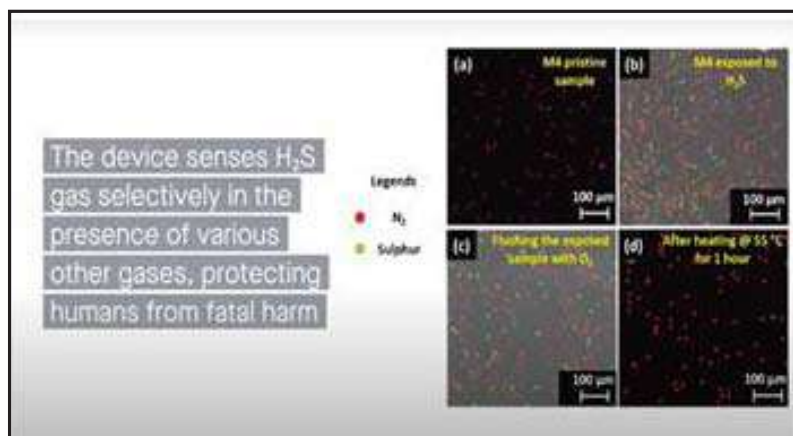 The device senses H₂S
gas selectively in the
presence of various
other gases, protecting
humans from fatal harm
Legends
N₂
Sulphur
(a)
M4 pristine
sample
100 µm
(b)
M4 exposed to
H₂S
100 µm
(c)
Flushing the exposed
sample with O₂
100 µm
(d)
After heating @ 55 °C
for 1 hour
100 µm